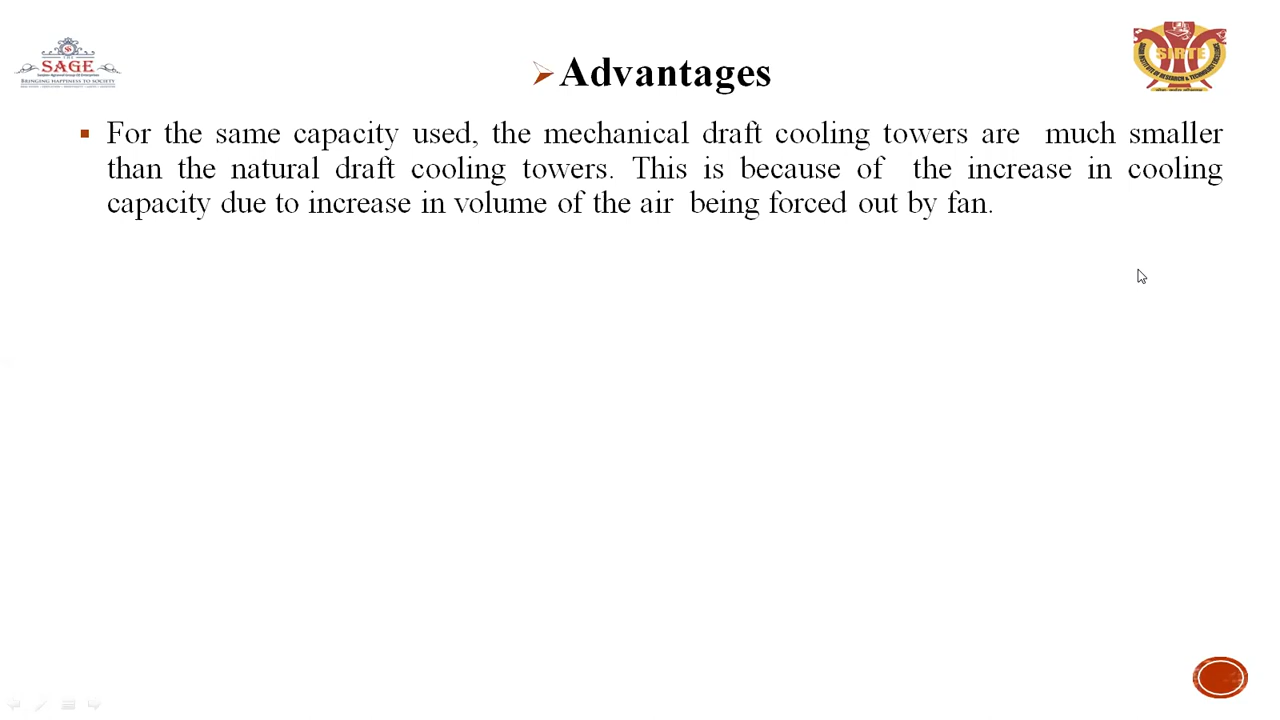 SAGE
BRINGING HAPPINESS TO SOCIETY
SIRTE
Advantages
For the same capacity used, the mechanical draft cooling towers are much smaller
than the natural draft cooling towers. This is because of the increase in cooling
capacity due to increase in volume of the air being forced out by fan.